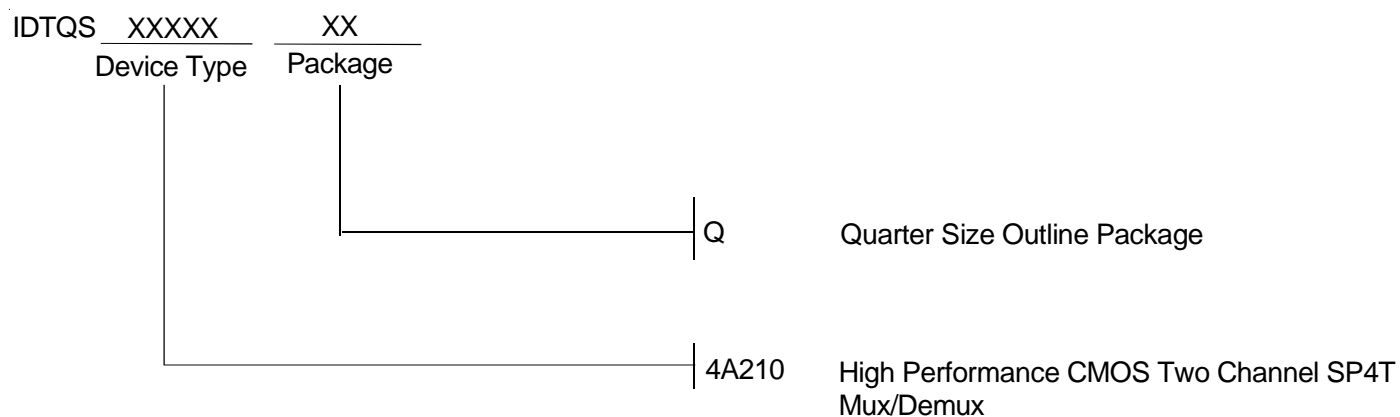 IDTQS XXXXX XX
Device Type Package
Q Quarter Size Outline Package
4A210 High Performance CMOS Two Channel SP4T
Mux/Demux